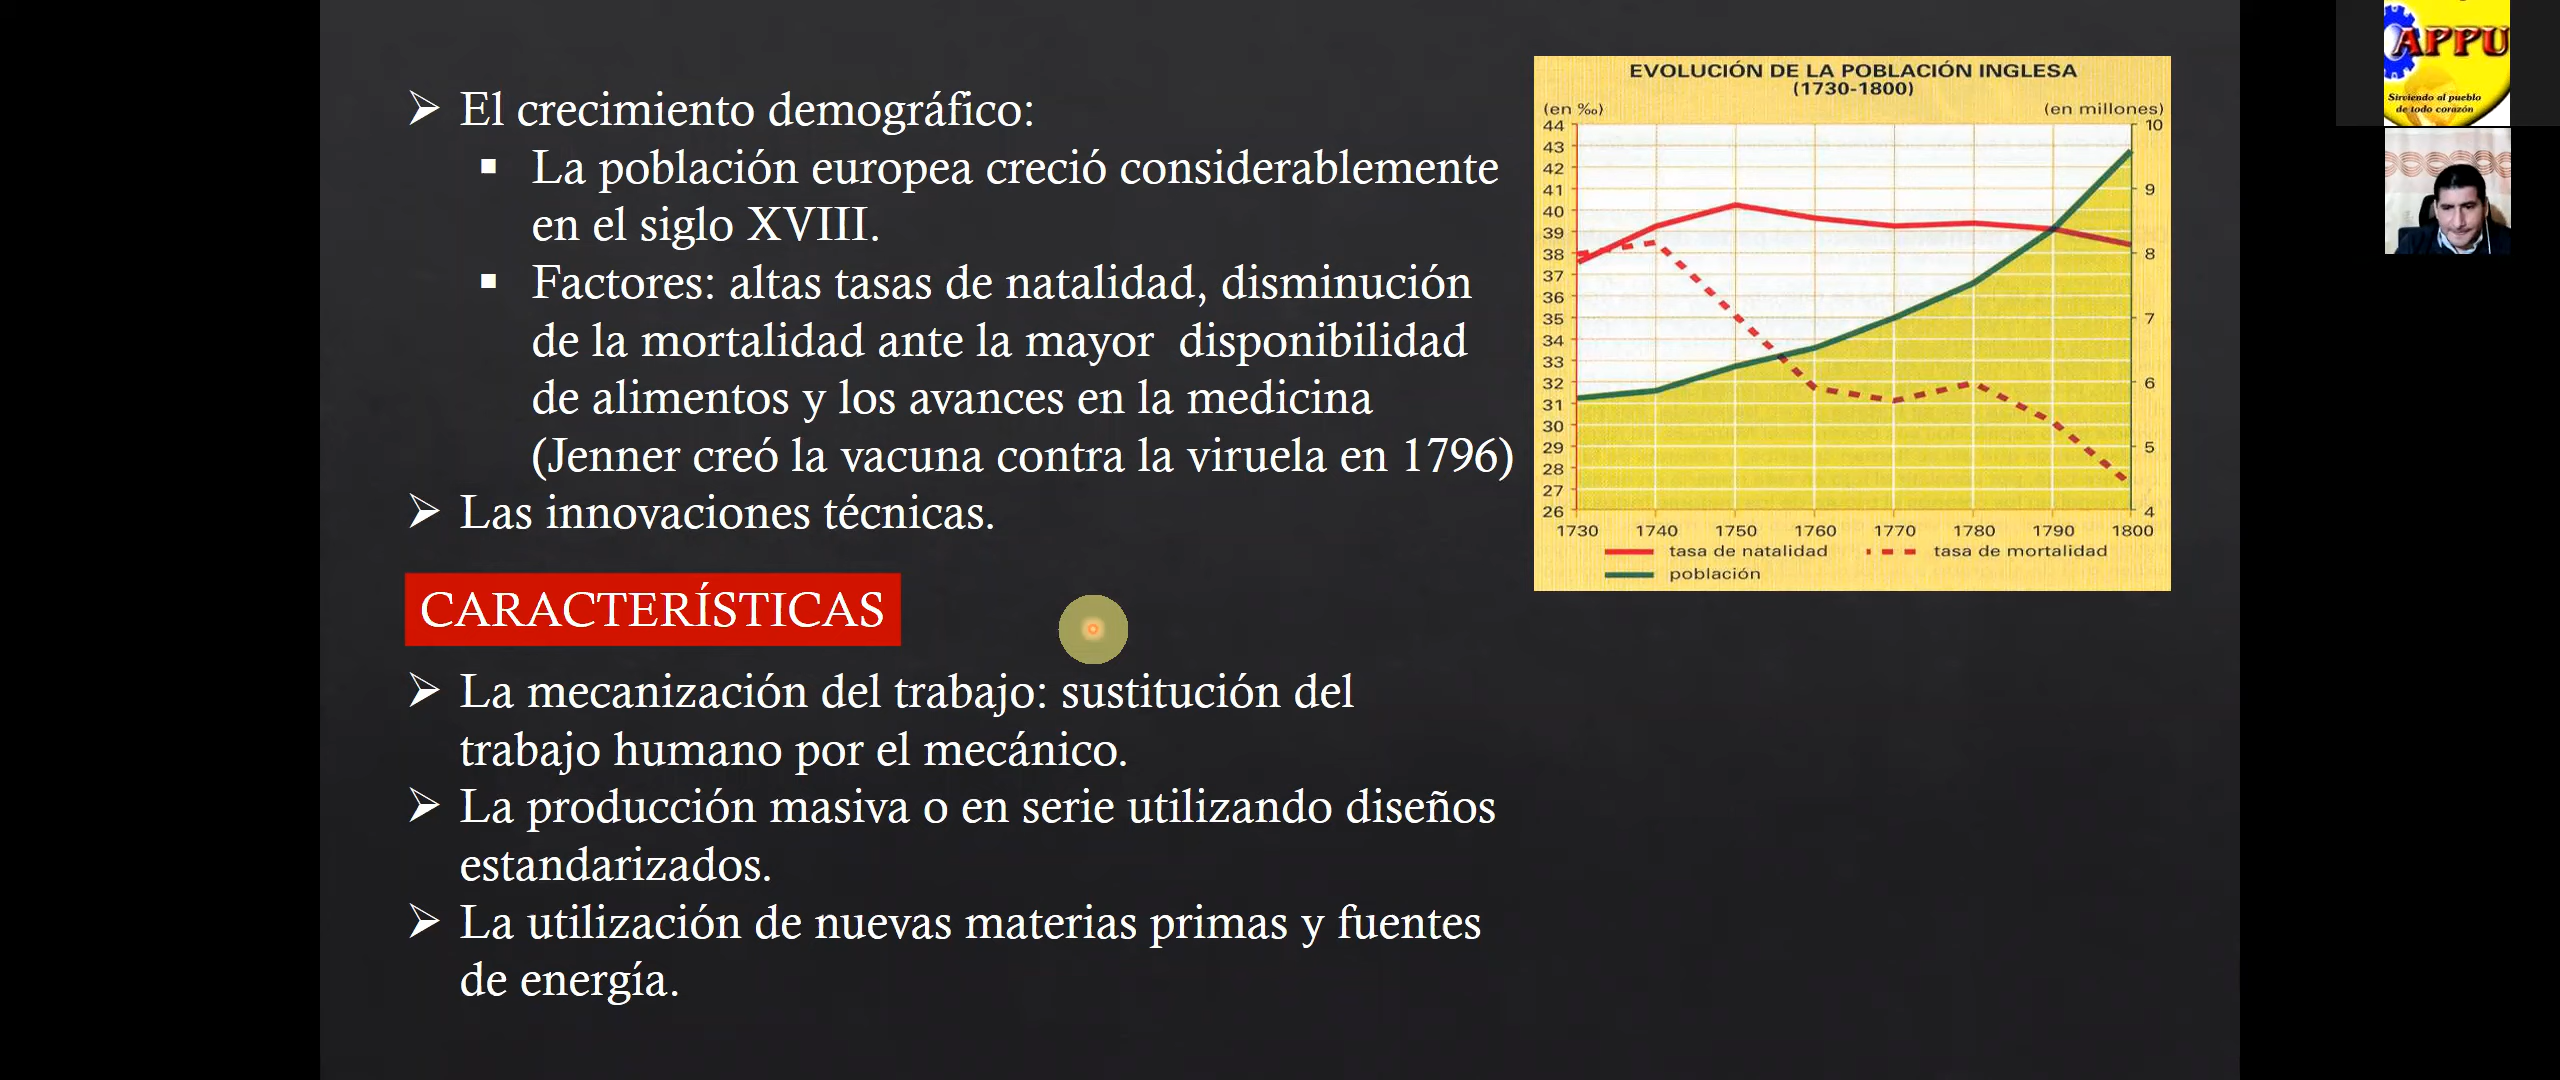 El crecimiento demográfico:
La población europea creció considerablemente
en el siglo XVIII.
Factores: altas tasas de natalidad, disminución
de la mortalidad ante la mayor disponibilidad
de alimentos y los avances en la medicina
(Jenner creó la vacuna contra la viruela en 1796)
Las innovaciones técnicas.
CARACTERÍSTICAS
La mecanización del trabajo: sustitución del
trabajo humano por el mecánico.
La producción masiva o en serie utilizando diseños
estandarizados.
La utilización de nuevas materias primas y fuentes
de energía.
EVOLUCIÓN DE LA POBLACIÓN INGLESA
(1730-1800)
(en ‰) (en millones)
44 10
43
42
41 9
40
39
38 8
37
36
35 7
34
33
32 6
31
30
29 5
28
27
26 4
1730 1740 1750 1760 1770 1780 1790 1800
tasa de natalidad tasa de mortalidad
población
APPU
Sirviendo al pueblo
de todo corazón